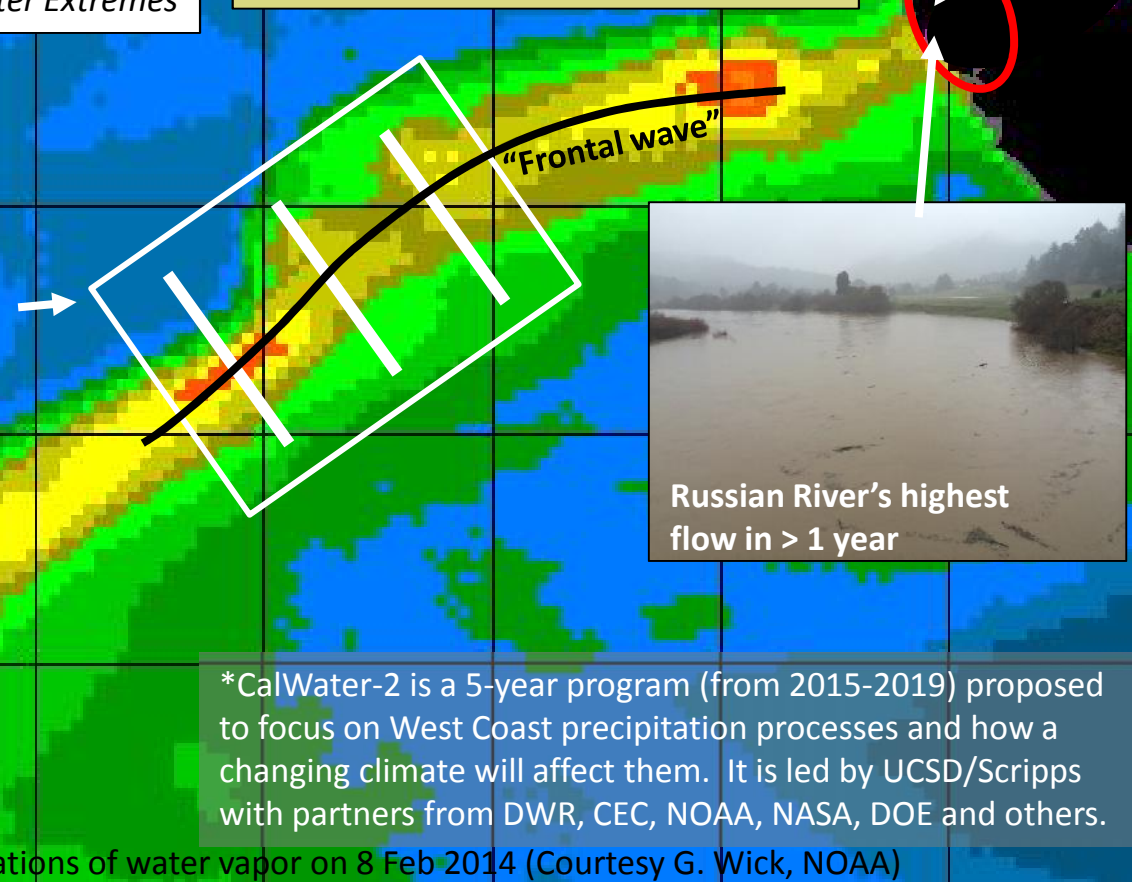 Extremes
“Frontal wave”
Russian River’s highest
flow in > 1 year
*CalWater-2 is a 5-year program (from 2015-2019) proposed
to focus on West Coast precipitation processes and how a
changing climate will affect them.  It is led by UCSD/Scripps
with partners from DWR, CEC, NOAA, NASA, DOE and others.
of water vapor on 8 Feb 2014 (Courtesy G. Wick, NOAA)